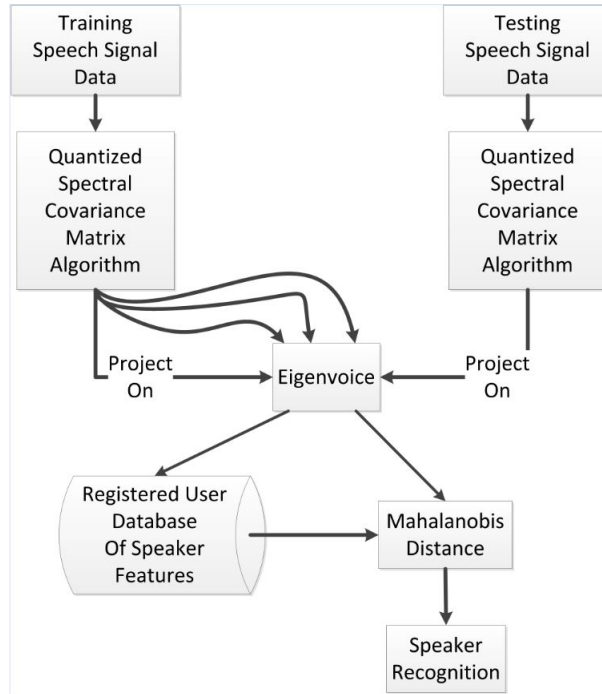 Training
Speech Signal
Data
Testing
Speech Signal
Data
Quantized
Spectral
Covariance
Matrix
Algorithm
Quantized
Spectral
Covariance
Matrix
Algorithm
Project
On
Eigenvoice
Project
On
Registered User
Database
Of Speaker
Features
Mahalanobis
Distance
Speaker
Recognition